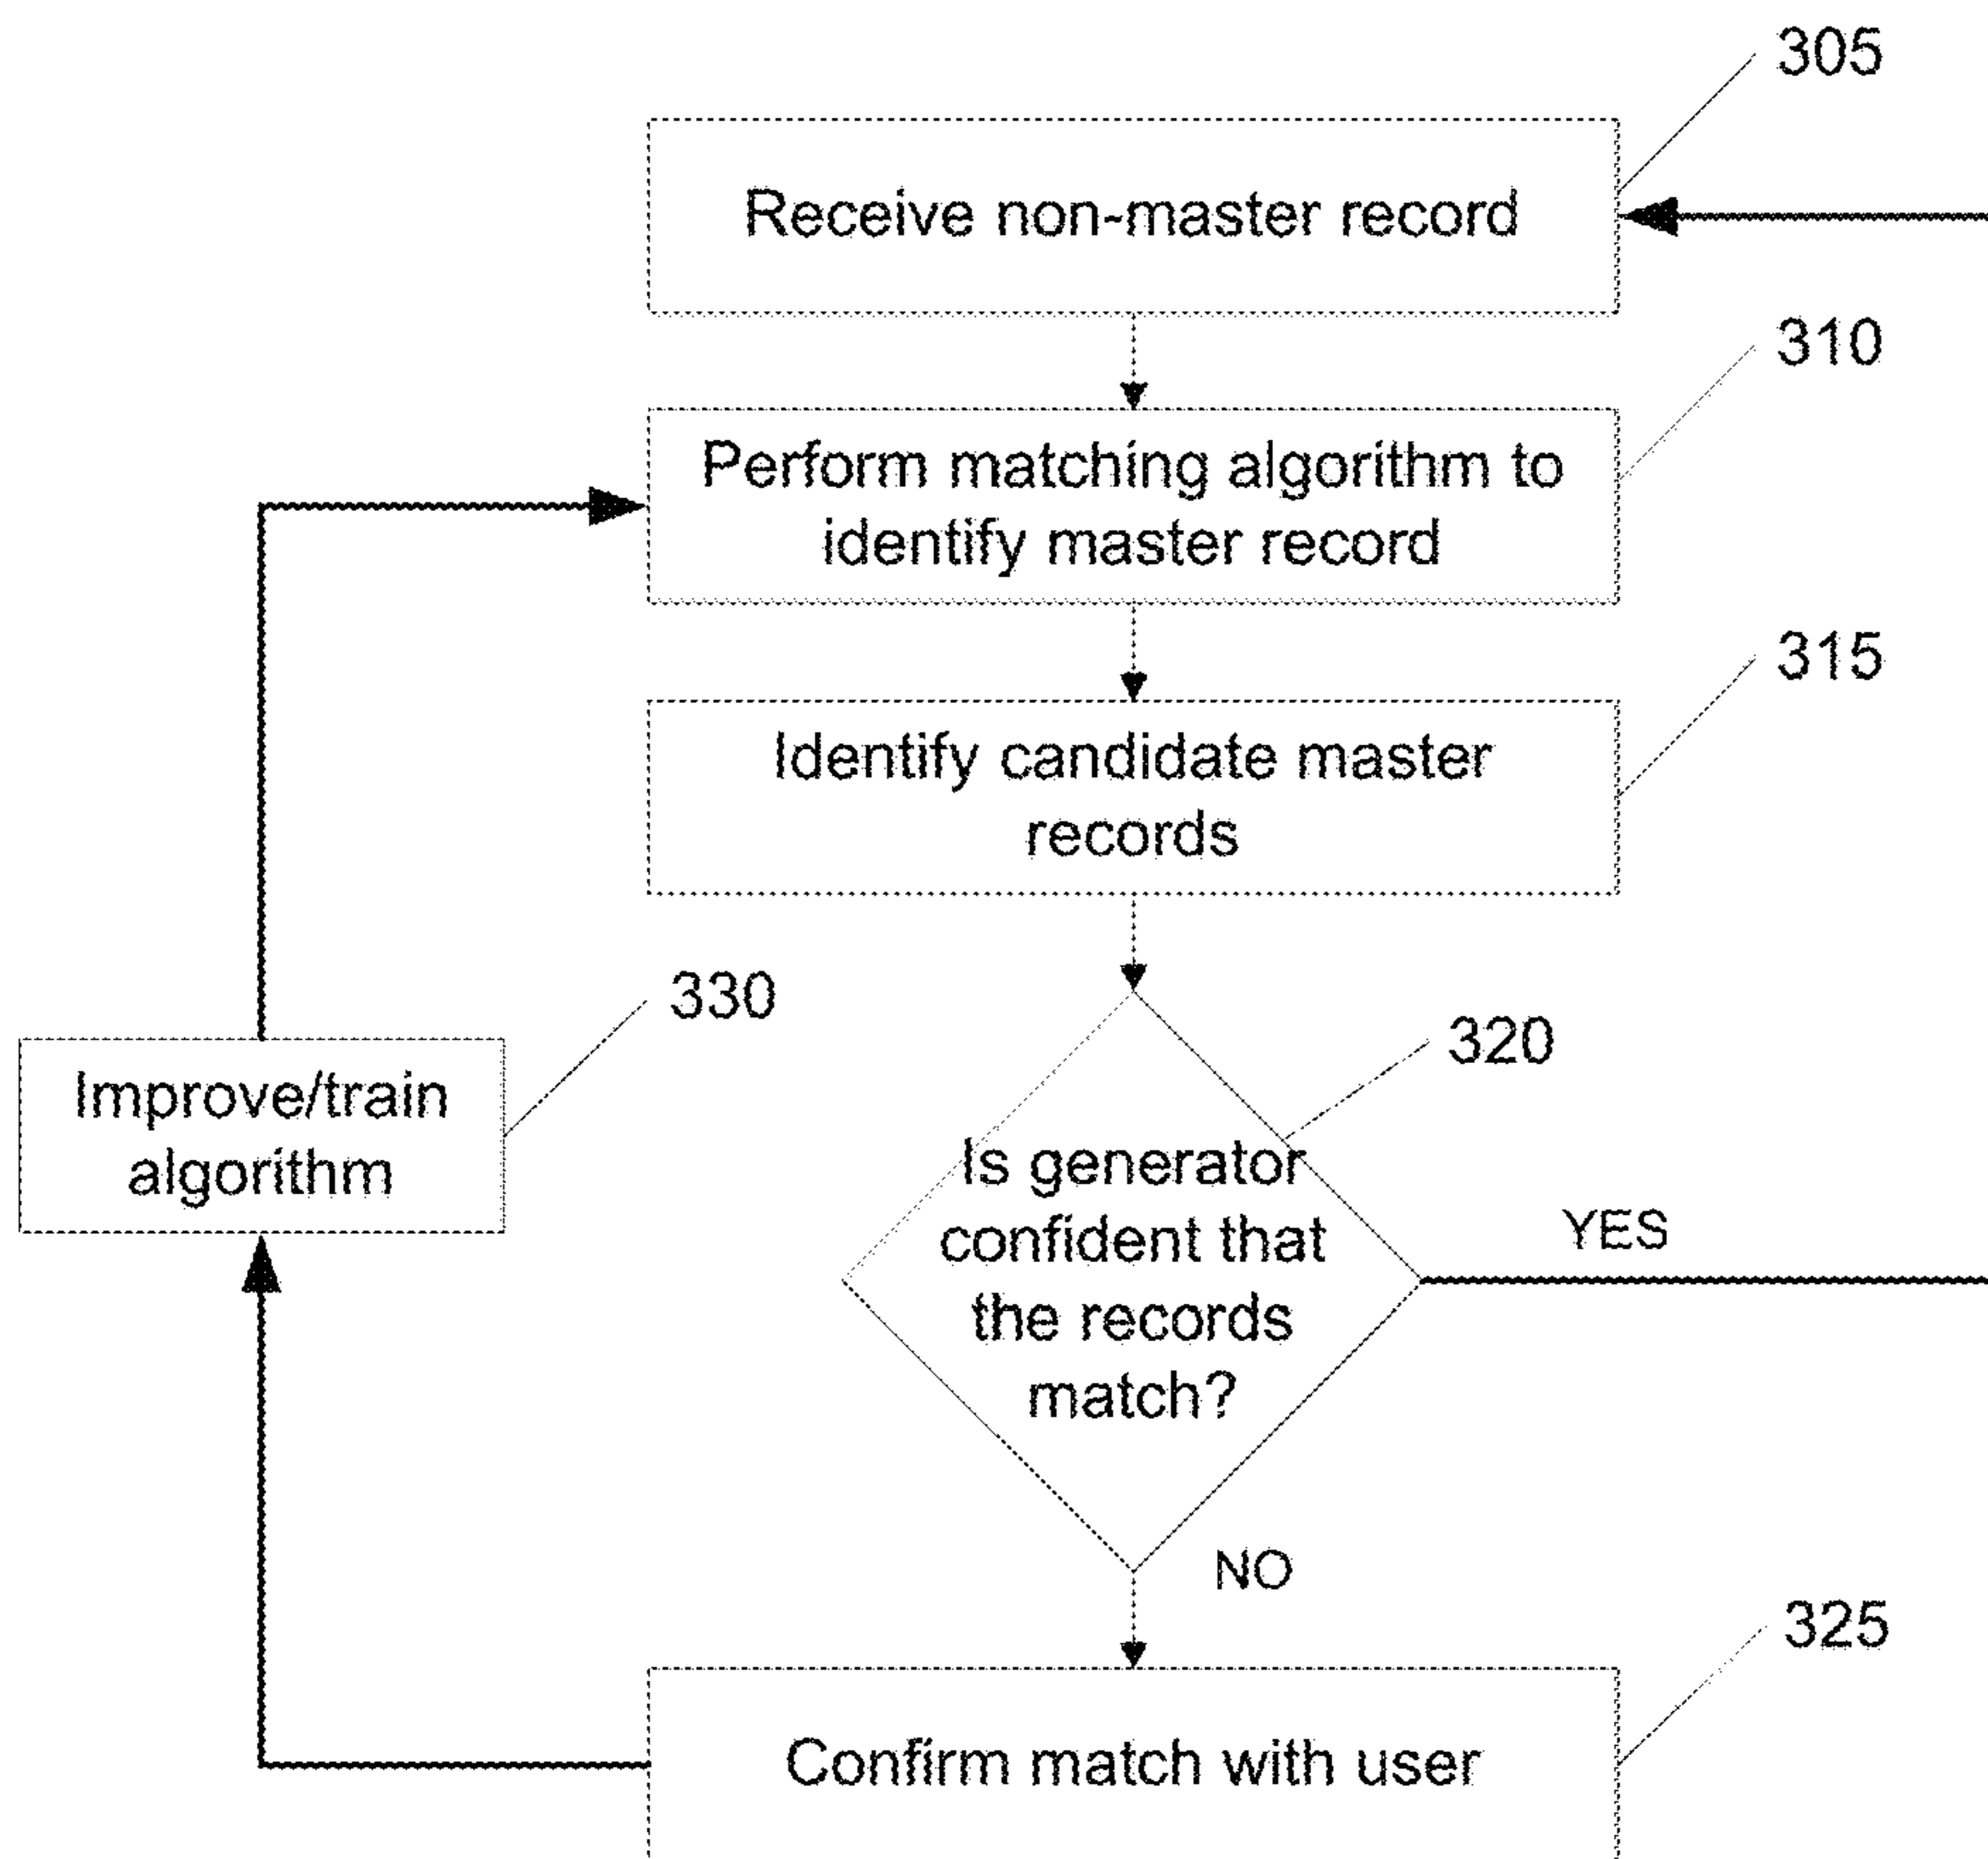 305
Receive non-master record
310
Perform matching algorithm to
identify master record
315
Identify candidate master
records
330
Improve/train
algorithm
320
Is generator
confident that
the records
match?
YES
NO
325
Confirm match with user